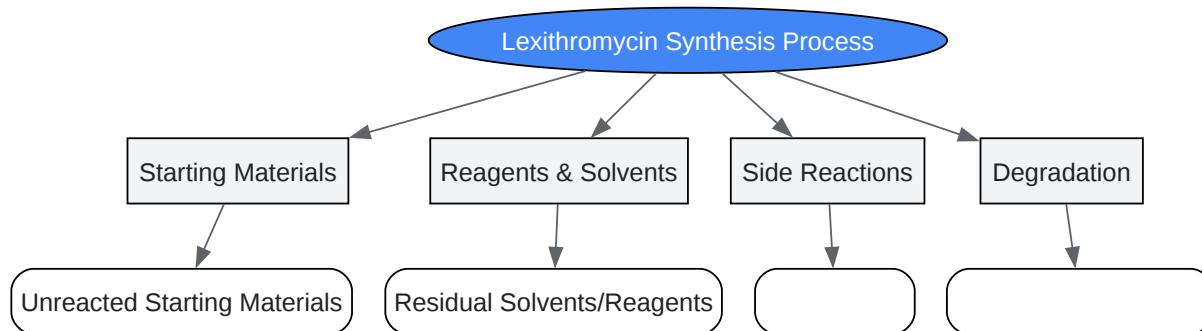 Lexithromycin Synthesis Process
Starting Materials
Reagents & Solvents
Side Reactions
Degradation
Unreacted Starting Materials
Residual Solvents/Reagents